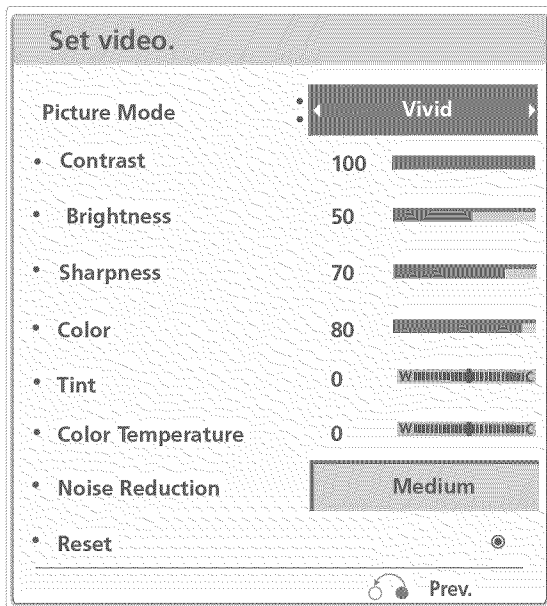 Set video.
Picture Mode : Vivid
• Contrast 100
• Brightness 50
• Sharpness 70
• Color 80
• Tint 0 W C
• Color Temperature 0 W C
• Noise Reduction Medium
• Reset
Prev.